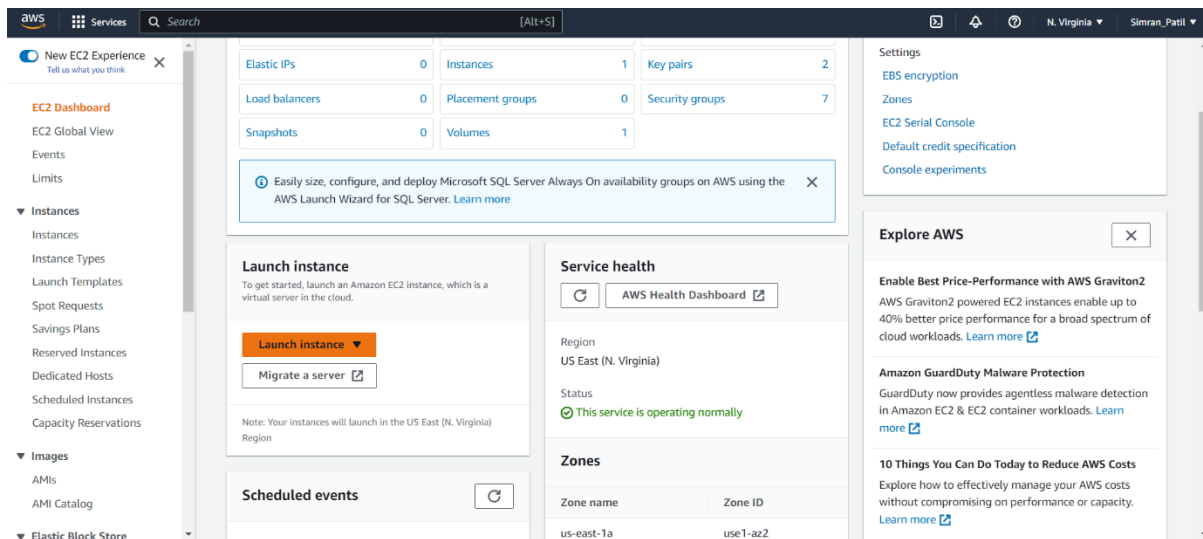 aws
Services
Search
[Alt+S]
N. Virginia ▼
Simran_Patil ▼
New EC2 Experience
Tell us what you think
EC2 Dashboard
EC2 Global View
Events
Limits
▼ Instances
Instances
Instance Types
Launch Templates
Spot Requests
Savings Plans
Reserved Instances
Dedicated Hosts
Scheduled Instances
Capacity Reservations
▼ Images
AMIs
AMI Catalog
▼ Elastic Block Store
Elastic IPs 0
Instances 1
Key pairs 2
Load balancers 0
Placement groups 0
Security groups 7
Snapshots 0
Volumes 1
Easily size, configure, and deploy Microsoft SQL Server Always On availability groups on AWS using the
AWS Launch Wizard for SQL Server. Learn more
Launch instance
To get started, launch an Amazon EC2 instance, which is a
virtual server in the cloud.
Launch instance ▼
Migrate a server
Note: Your instances will launch in the US East (N. Virginia)
Region
Scheduled events
Service health
AWS Health Dashboard
Region
US East (N. Virginia)
Status
This service is operating normally
Zones
Zone name
Zone ID
us-east-1a
use1-az2
Settings
EBS encryption
Zones
EC2 Serial Console
Default credit specification
Console experiments
Explore AWS
Enable Best Price-Performance with AWS Graviton2
AWS Graviton2 powered EC2 instances enable up to
40% better price performance for a broad spectrum of
cloud workloads. Learn more
Amazon GuardDuty Malware Protection
GuardDuty now provides agentless malware detection
in Amazon EC2 & EC2 container workloads. Learn
more
10 Things You Can Do Today to Reduce AWS Costs
Explore how to effectively manage your AWS costs
without compromising on performance or capacity.
Learn more